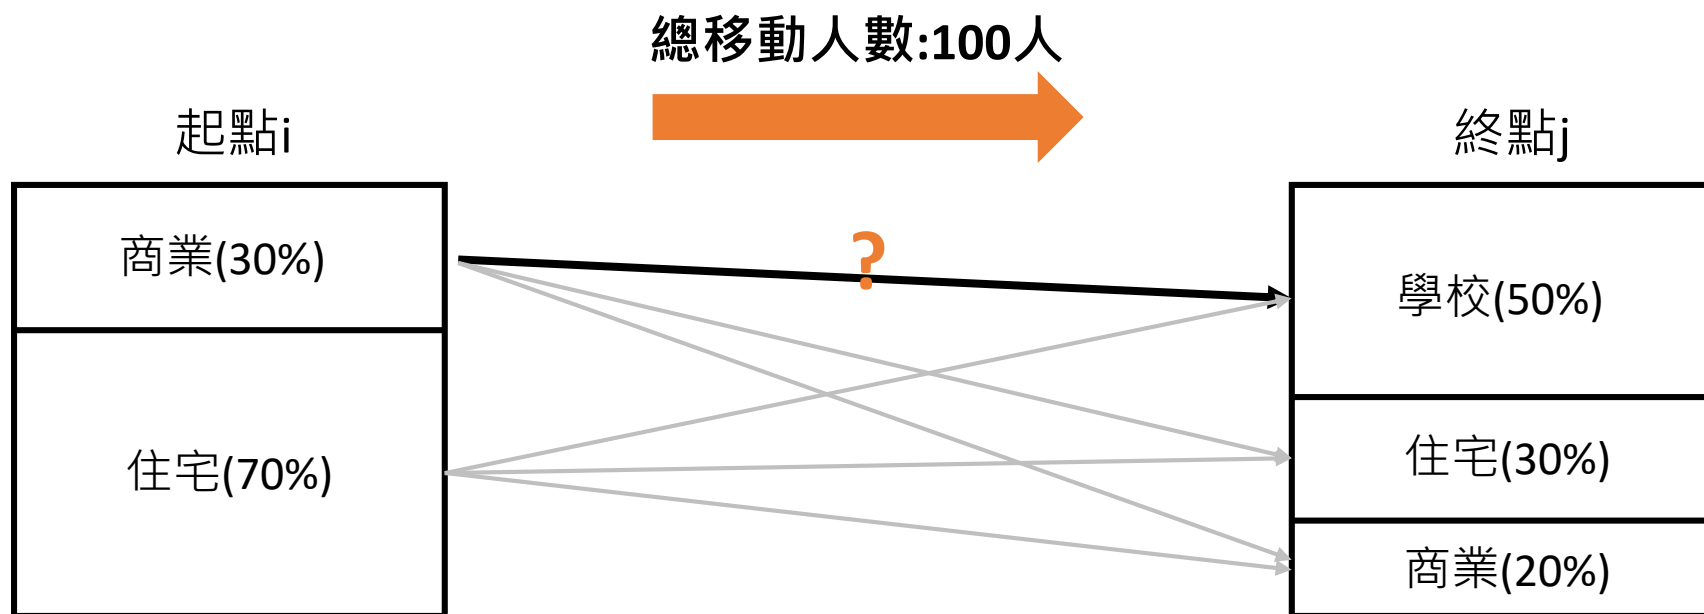 總移動人數:100人
起點i
終點j
商業(30%)
?
學校(50%)
住宅(70%)
住宅(30%)
商業(20%)